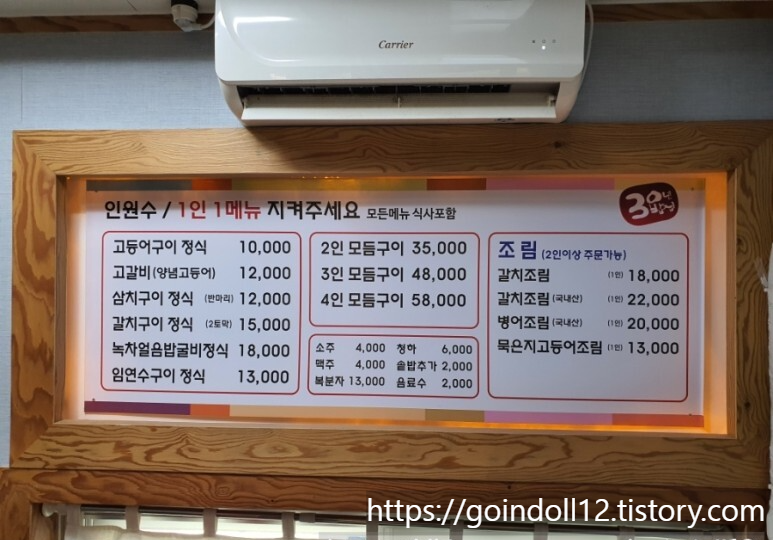 Carrier
인원수 / 1인 1메뉴 지켜주세요 모든메뉴 식사포함
30년 밥상
고등어구이 정식 10,000
고갈비 (양념고등어) 12,000
삼치구이 정식 (반마리) 12,000
갈치구이 정식 (2토막) 15,000
녹차얼음밥굴비정식 18,000
임연수구이 정식 13,000
2인 모듬구이 35,000
3인 모듬구이 48,000
4인 모듬구이 58,000
소주 4,000 청하 6,000
맥주 4,000 솥밥추가 2,000
복분자 13,000 음료수 2,000
조림 (2인이상 주문가능)
갈치조림 (1인) 18,000
갈치조림 (국내산) (1인) 22,000
병어조림 (국내산) (1인) 20,000
묵은지고등어조림 (1인) 13,000
https://goindoll12.tistory.com